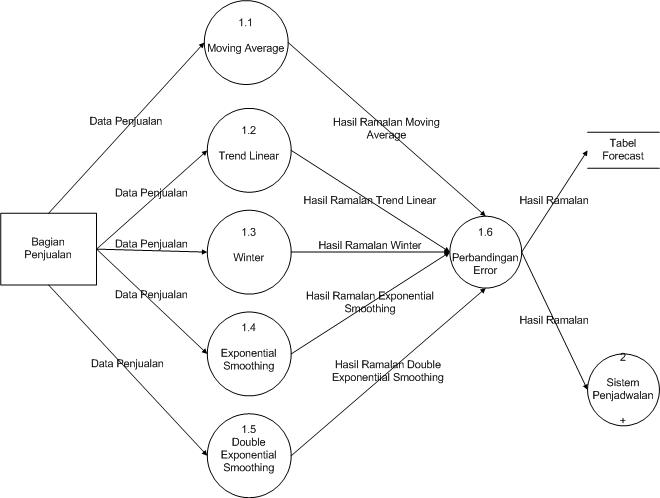 1.1
Moving Average
Data Penjualan
Hasil Ramalan Moving
Average
1.2
Trend Linear
Data Penjualan
Hasil Ramalan Trend Linear
Tabel
Forecast
Hasil Ramalan
Bagian
Penjualan
Data Penjualan
1.3
Winter
Hasil Ramalan Winter
1.6
Perbandingan
Error
Data Penjualan
1.4
Exponential
Smoothing
Hasil Ramalan Exponential
Smoothing
Hasil Ramalan
Data Penjualan
Hasil Ramalan Double
Exponentiial Smoothing
2
Sistem
Penjadwalan
+
1.5
Double
Exponential
Smoothing